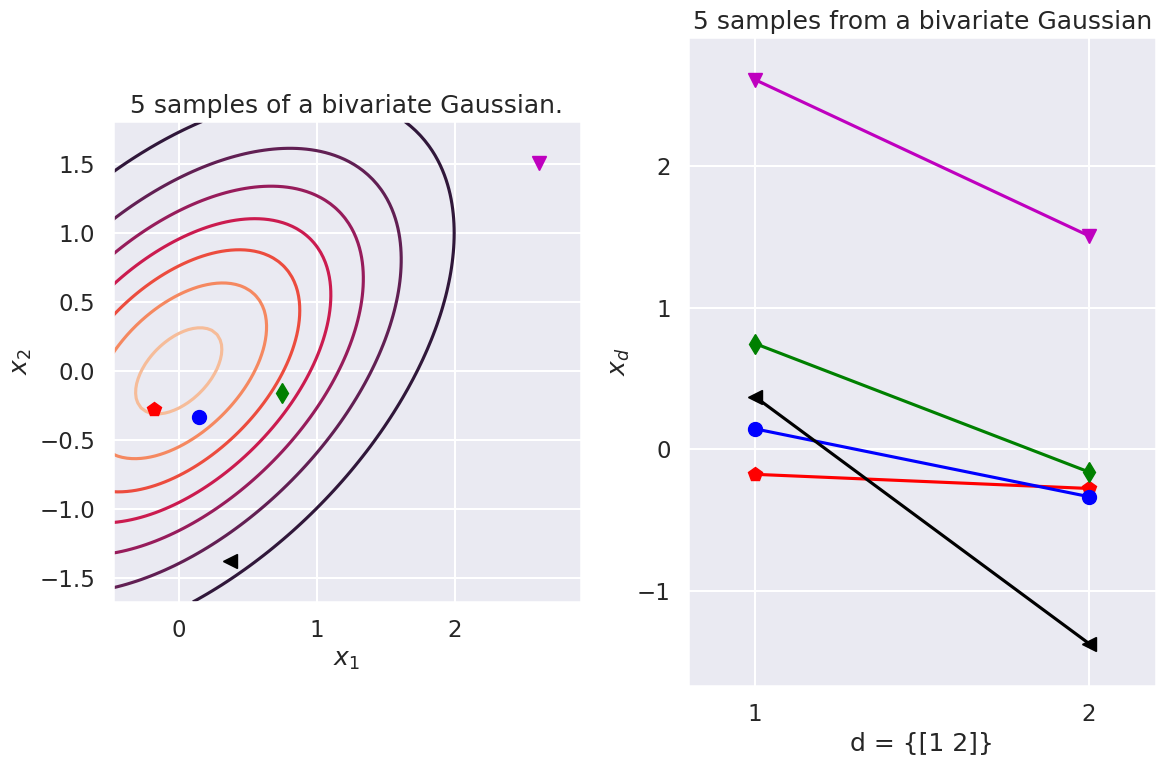 5 samples of a bivariate Gaussian.
1.5
1.0
0.5
0.0
−0.5
−1.0
−1.5
x₂
0
1
2
x₁
5 samples from a bivariate Gaussian
2
1
0
−1
x_d
1
2
d = {[1 2]}